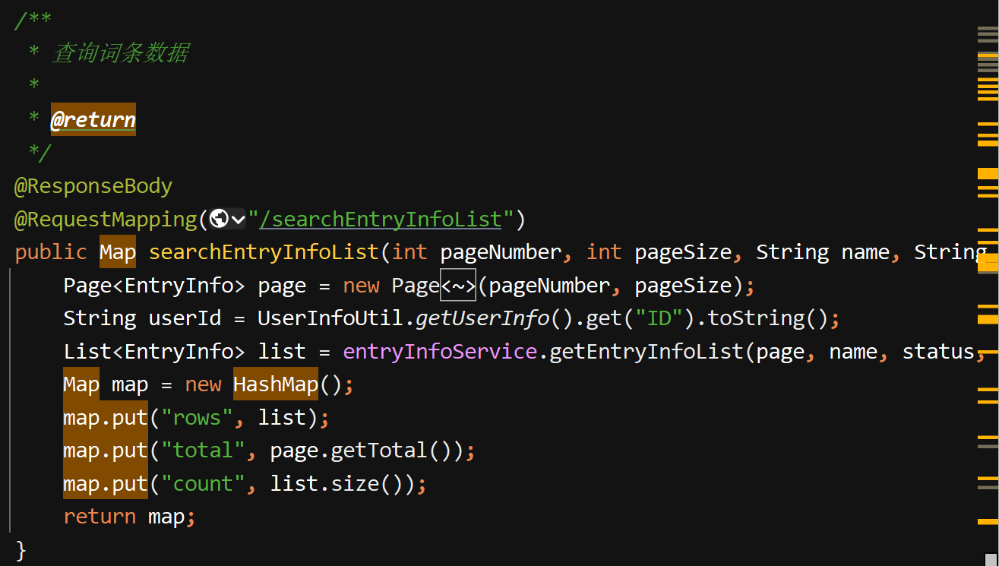 /**
 * 查询词条数据
 *
 * @return
 */
@ResponseBody
@RequestMapping("/searchEntryInfoList")
public Map searchEntryInfoList(int pageNumber, int pageSize, String name, String
    Page<EntryInfo> page = new Page<~>(pageNumber, pageSize);
    String userId = UserInfoUtil.getUserInfo().get("ID").toString();
    List<EntryInfo> list = entryInfoService.getEntryInfoList(page, name, status,
    Map map = new HashMap();
    map.put("rows", list);
    map.put("total", page.getTotal());
    map.put("count", list.size());
    return map;
}